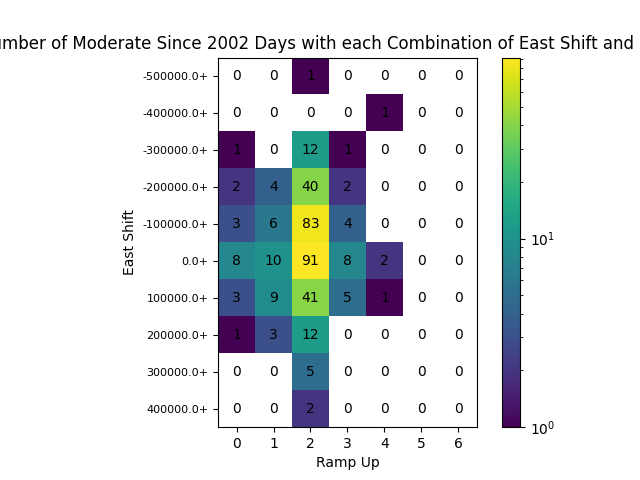 of Moderate Since 2002 Days with each Combination of East Shift and
East Shift
-500000.0+ 0 0 1 0 0 0 0
-400000.0+ 0 0 0 0 1 0 0
-300000.0+ 1 0 12 1 0 0 0
-200000.0+ 2 4 40 2 0 0 0
-100000.0+ 3 6 83 4 0 0 0
0.0+ 8 10 91 8 2 0 0
100000.0+ 3 9 41 5 1 0 0
200000.0+ 1 3 12 0 0 0 0
300000.0+ 0 0 5 0 0 0 0
400000.0+ 0 0 2 0 0 0 0
0 1 2 3 4 5 6
Ramp Up
10¹
10⁰